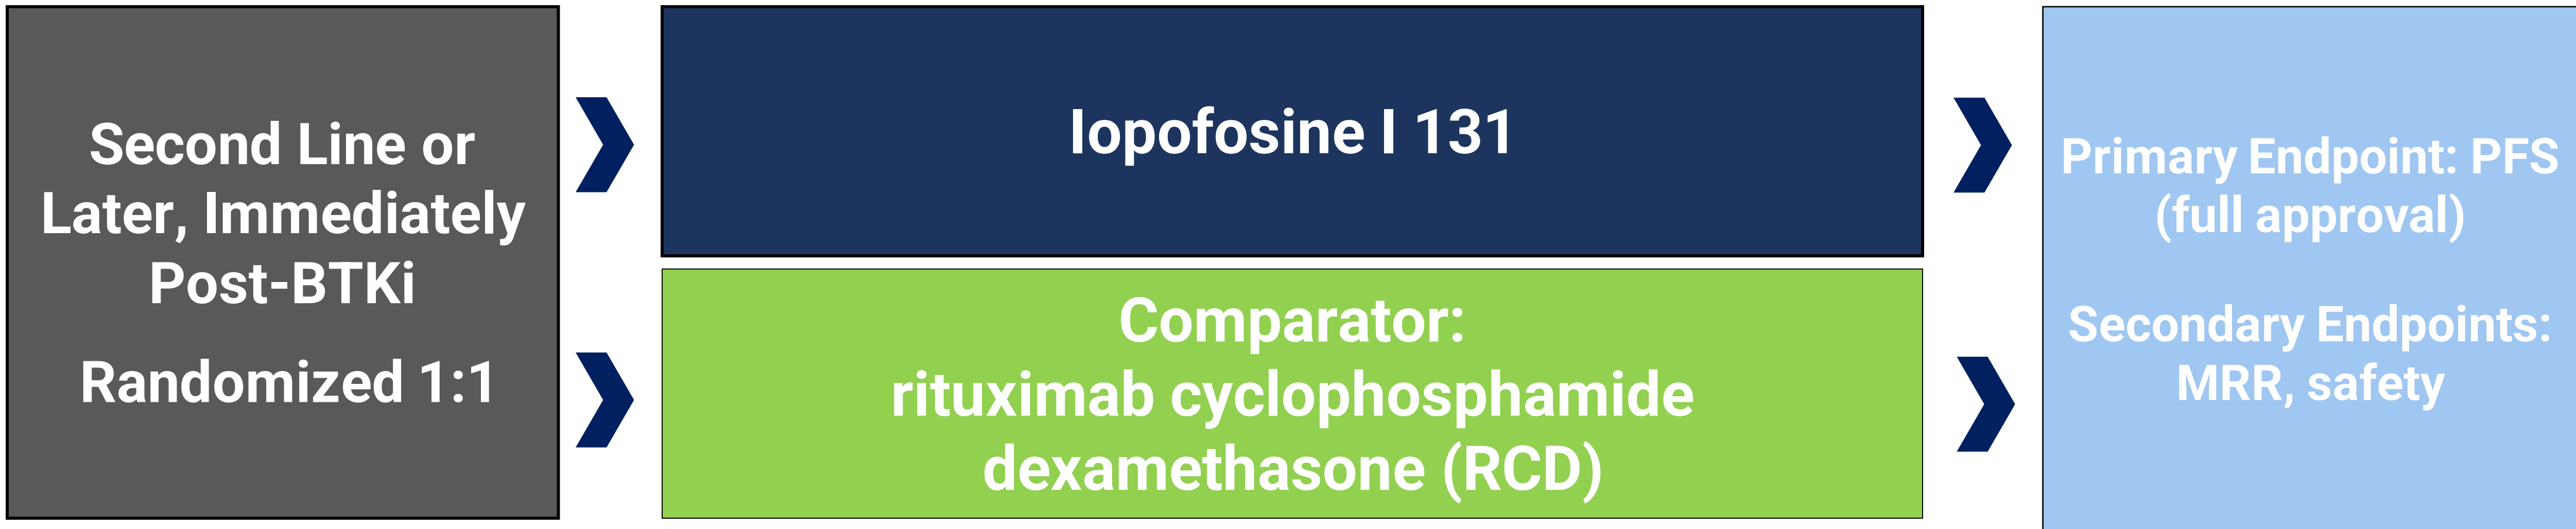 Second Line or
Later, Immediately
Post-BTKi
Randomized 1:1
Iopofosine I 131
Comparator:
rituximab cyclophosphamide
dexamethasone (RCD)
Primary Endpoint: PFS
(full approval)
Secondary Endpoints:
MRR, safety